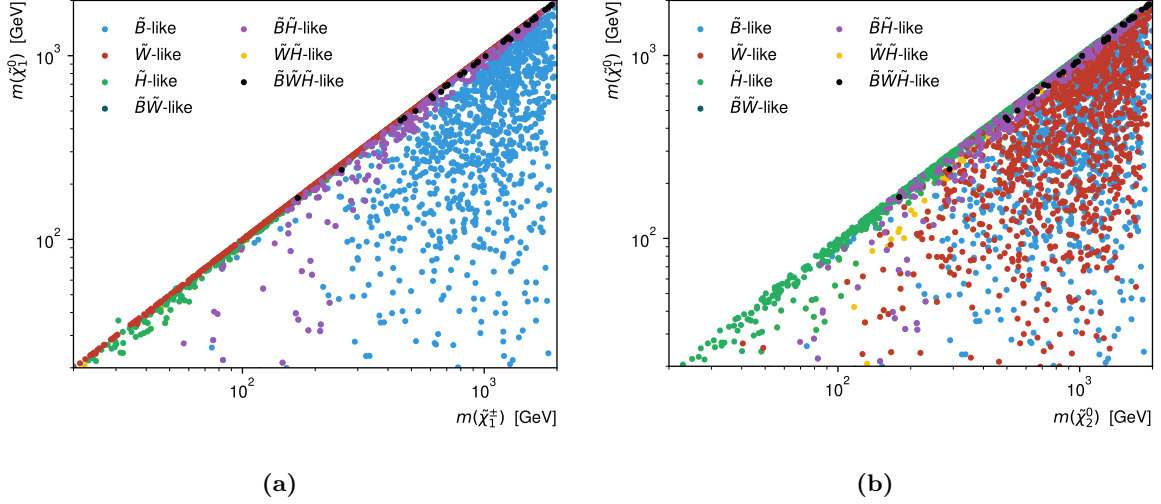 m(χ̃₁⁰) [GeV]
B̃-like
W̃-like
H̃-like
B̃W̃-like
B̃H̃-like
W̃H̃-like
B̃W̃H̃-like
10³
10²
10²
10³
m(χ̃₁±) [GeV]
(a)
m(χ̃₁⁰) [GeV]
B̃-like
W̃-like
H̃-like
B̃W̃-like
B̃H̃-like
W̃H̃-like
B̃W̃H̃-like
10³
10²
10²
10³
m(χ̃₂⁰) [GeV]
(b)